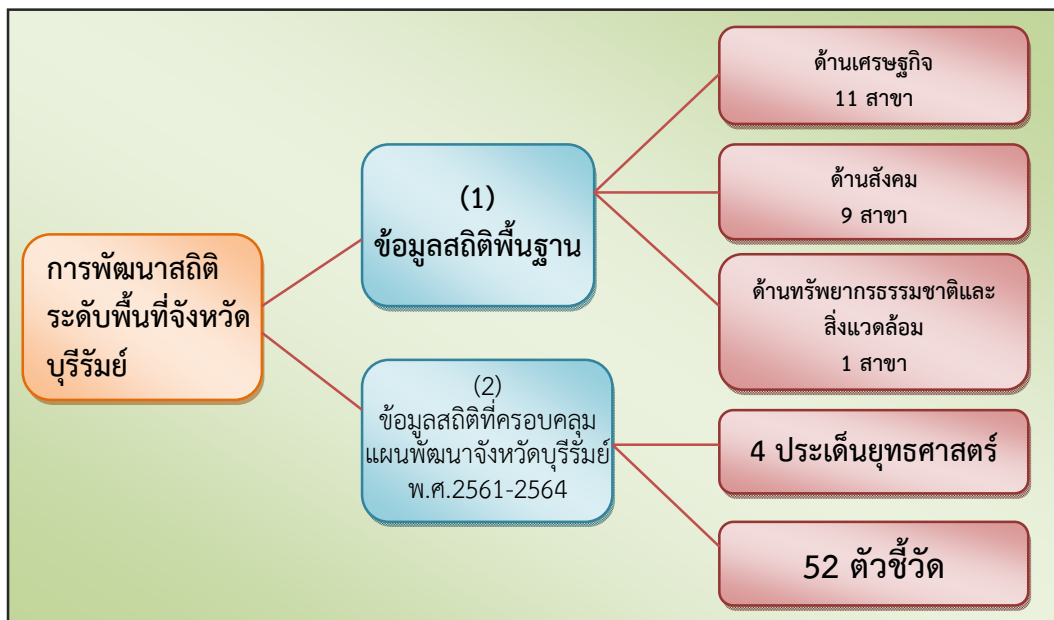 การพัฒนาสถิติ
ระดับพื้นที่จังหวัด
บุรีรัมย์
(1)
ข้อมูลสถิติพื้นฐาน
ด้านเศรษฐกิจ
11 สาขา
ด้านสังคม
9 สาขา
ด้านทรัพยากรธรรมชาติและ
สิ่งแวดล้อม
1 สาขา
(2)
ข้อมูลสถิติที่ครอบคลุม
แผนพัฒนาจังหวัดบุรีรัมย์
พ.ศ.2561-2564
4 ประเด็นยุทธศาสตร์
52 ตัวชี้วัด